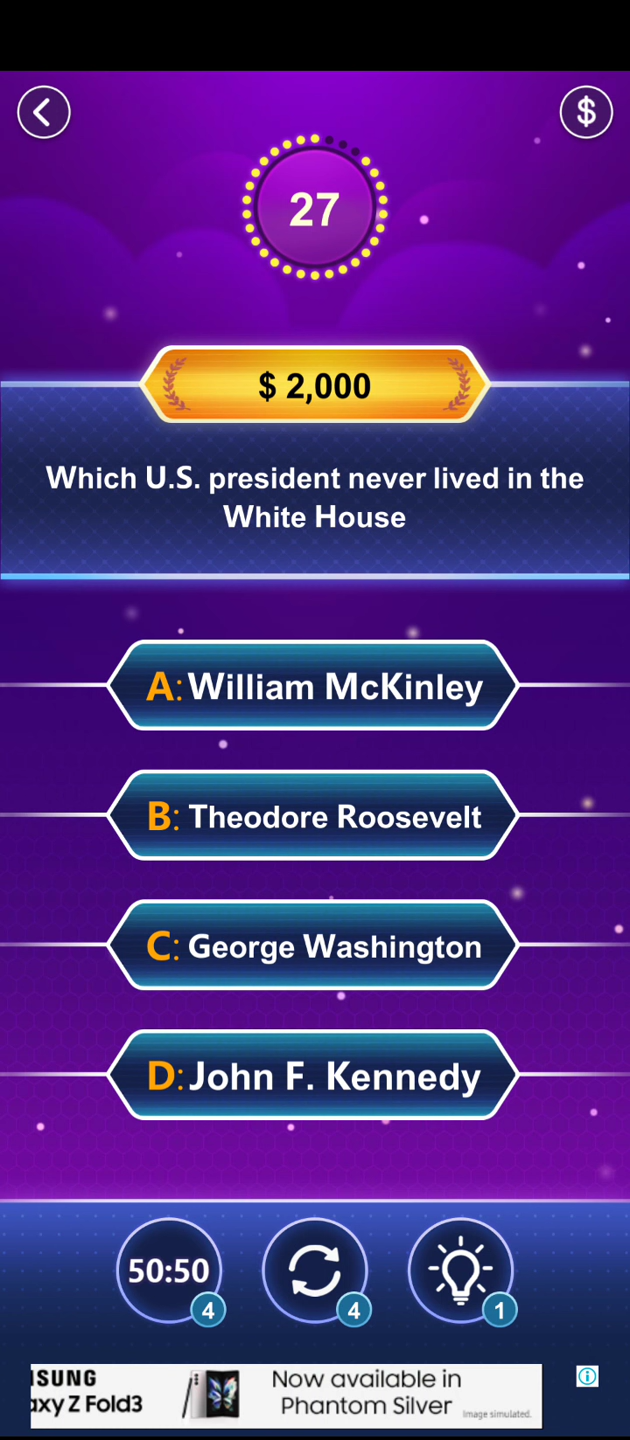 $
27
$ 2,000
Which U.S. president never lived in the
White House
A: William McKinley
B: Theodore Roosevelt
C: George Washington
D: John F. Kennedy
50:50
4
4
1
Now available in
Z Fold3
Phantom Silver
Image simulated.